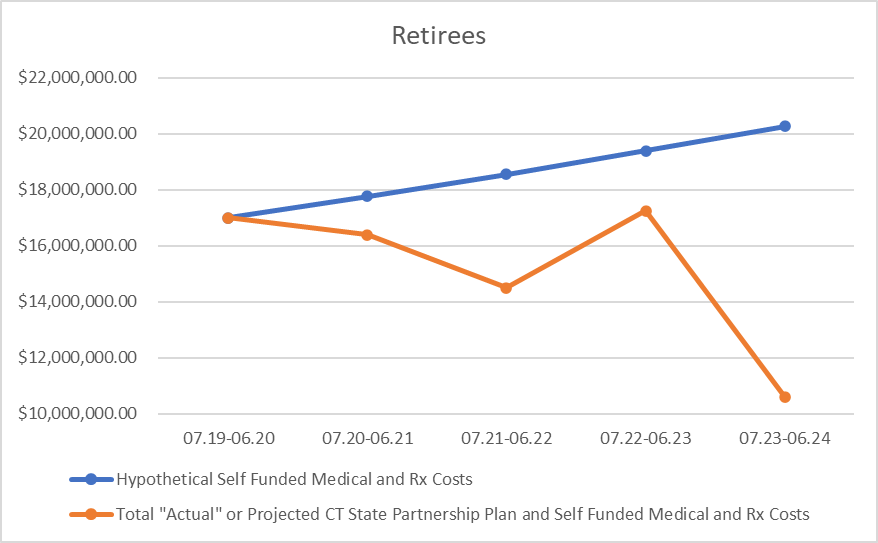 Retirees
$22,000,000.00
$20,000,000.00
$18,000,000.00
$16,000,000.00
$14,000,000.00
$12,000,000.00
$10,000,000.00
07.19-06.20 07.20-06.21 07.21-06.22 07.22-06.23 07.23-06.24
Hypothetical Self Funded Medical and Rx Costs
Total "Actual" or Projected CT State Partnership Plan and Self Funded Medical and Rx Costs